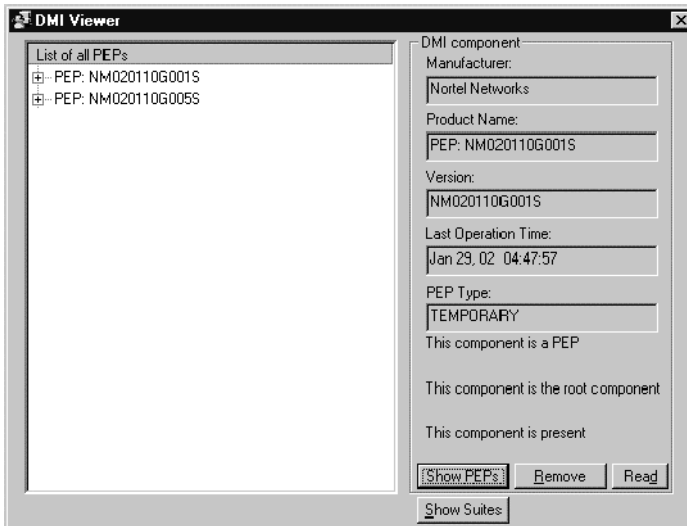 DMI Viewer
List of all PEPs
PEP: NM020110G001S
PEP: NM020110G005S
DMI component
Manufacturer:
Nortel Networks
Product Name:
PEP: NM020110G001S
Version:
NM020110G001S
Last Operation Time:
Jan 29, 02 04:47:57
PEP Type:
TEMPORARY
This component is a PEP
This component is the root component
This component is present
Show PEPs Remove Read
Show Suites